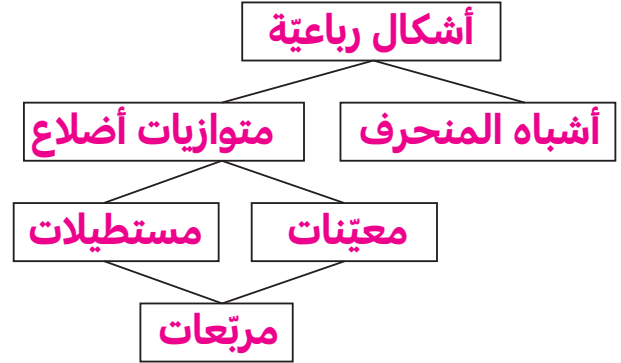 أشكال رباعيّة
أشباه المنحرف
متوازيات أضلاع
معيّنات
مستطيلات
مربّعات